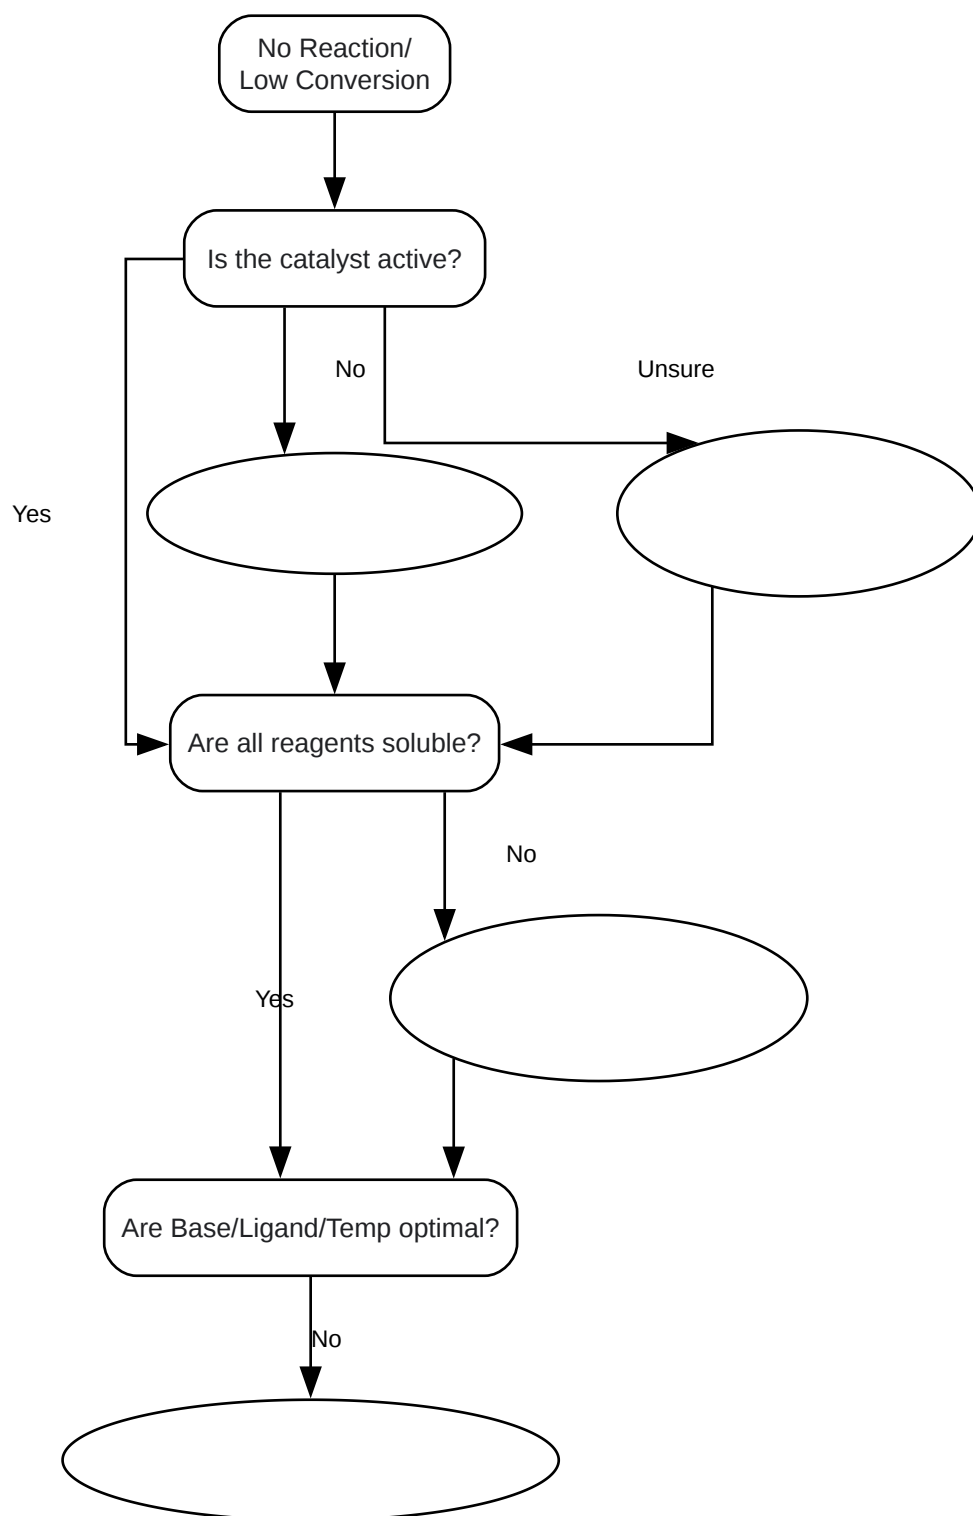 No Reaction/
Low Conversion
Is the catalyst active?
No
Unsure
Yes
Are all reagents soluble?
No
Yes
Are Base/Ligand/Temp optimal?
No